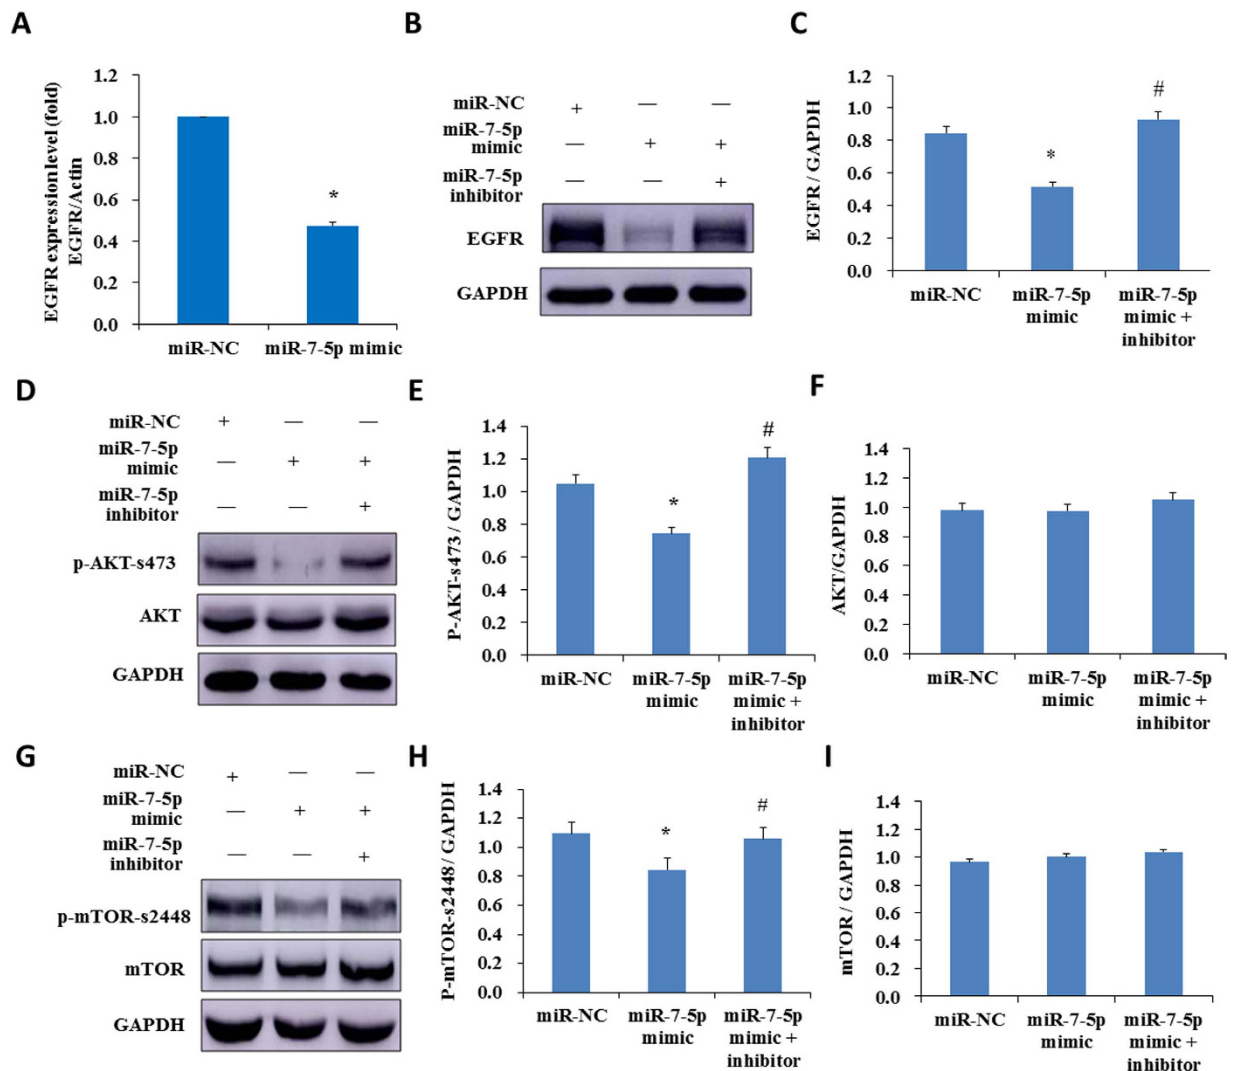 A
EGFR expression level (fold)
EGFR/Actin
1.2
1.0
0.8
0.6
0.4
0.2
0.0
*
miR-NC
miR-7-5p mimic
B
miR-NC + — —
miR-7-5p
mimic — + +
miR-7-5p
inhibitor — — +
EGFR
GAPDH
C
EGFR / GAPDH
1.2
1.0
0.8
0.6
0.4
0.2
0.0
*
#
miR-NC
miR-7-5p
mimic
miR-7-5p
mimic +
inhibitor
D
miR-NC + — —
miR-7-5p
mimic — + +
miR-7-5p
inhibitor — — +
p-AKT-s473
AKT
GAPDH
E
P-AKT-s473 / GAPDH
1.4
1.2
1.0
0.8
0.6
0.4
0.2
0.0
*
#
miR-NC
miR-7-5p
mimic
miR-7-5p
mimic +
inhibitor
F
AKT/GAPDH
1.4
1.2
1.0
0.8
0.6
0.4
0.2
0.0
miR-NC
miR-7-5p
mimic
miR-7-5p
mimic +
inhibitor
G
miR-NC + — —
miR-7-5p
mimic — + +
miR-7-5p
inhibitor — — +
p-mTOR-s2448
mTOR
GAPDH
H
P-mTOR-s2448/ GAPDH
1.4
1.2
1.0
0.8
0.6
0.4
0.2
0.0
*
#
miR-NC
miR-7-5p
mimic
miR-7-5p
mimic +
inhibitor
I
mTOR / GAPDH
1.4
1.2
1.0
0.8
0.6
0.4
0.2
0.0
miR-NC
miR-7-5p
mimic
miR-7-5p
mimic +
inhibitor